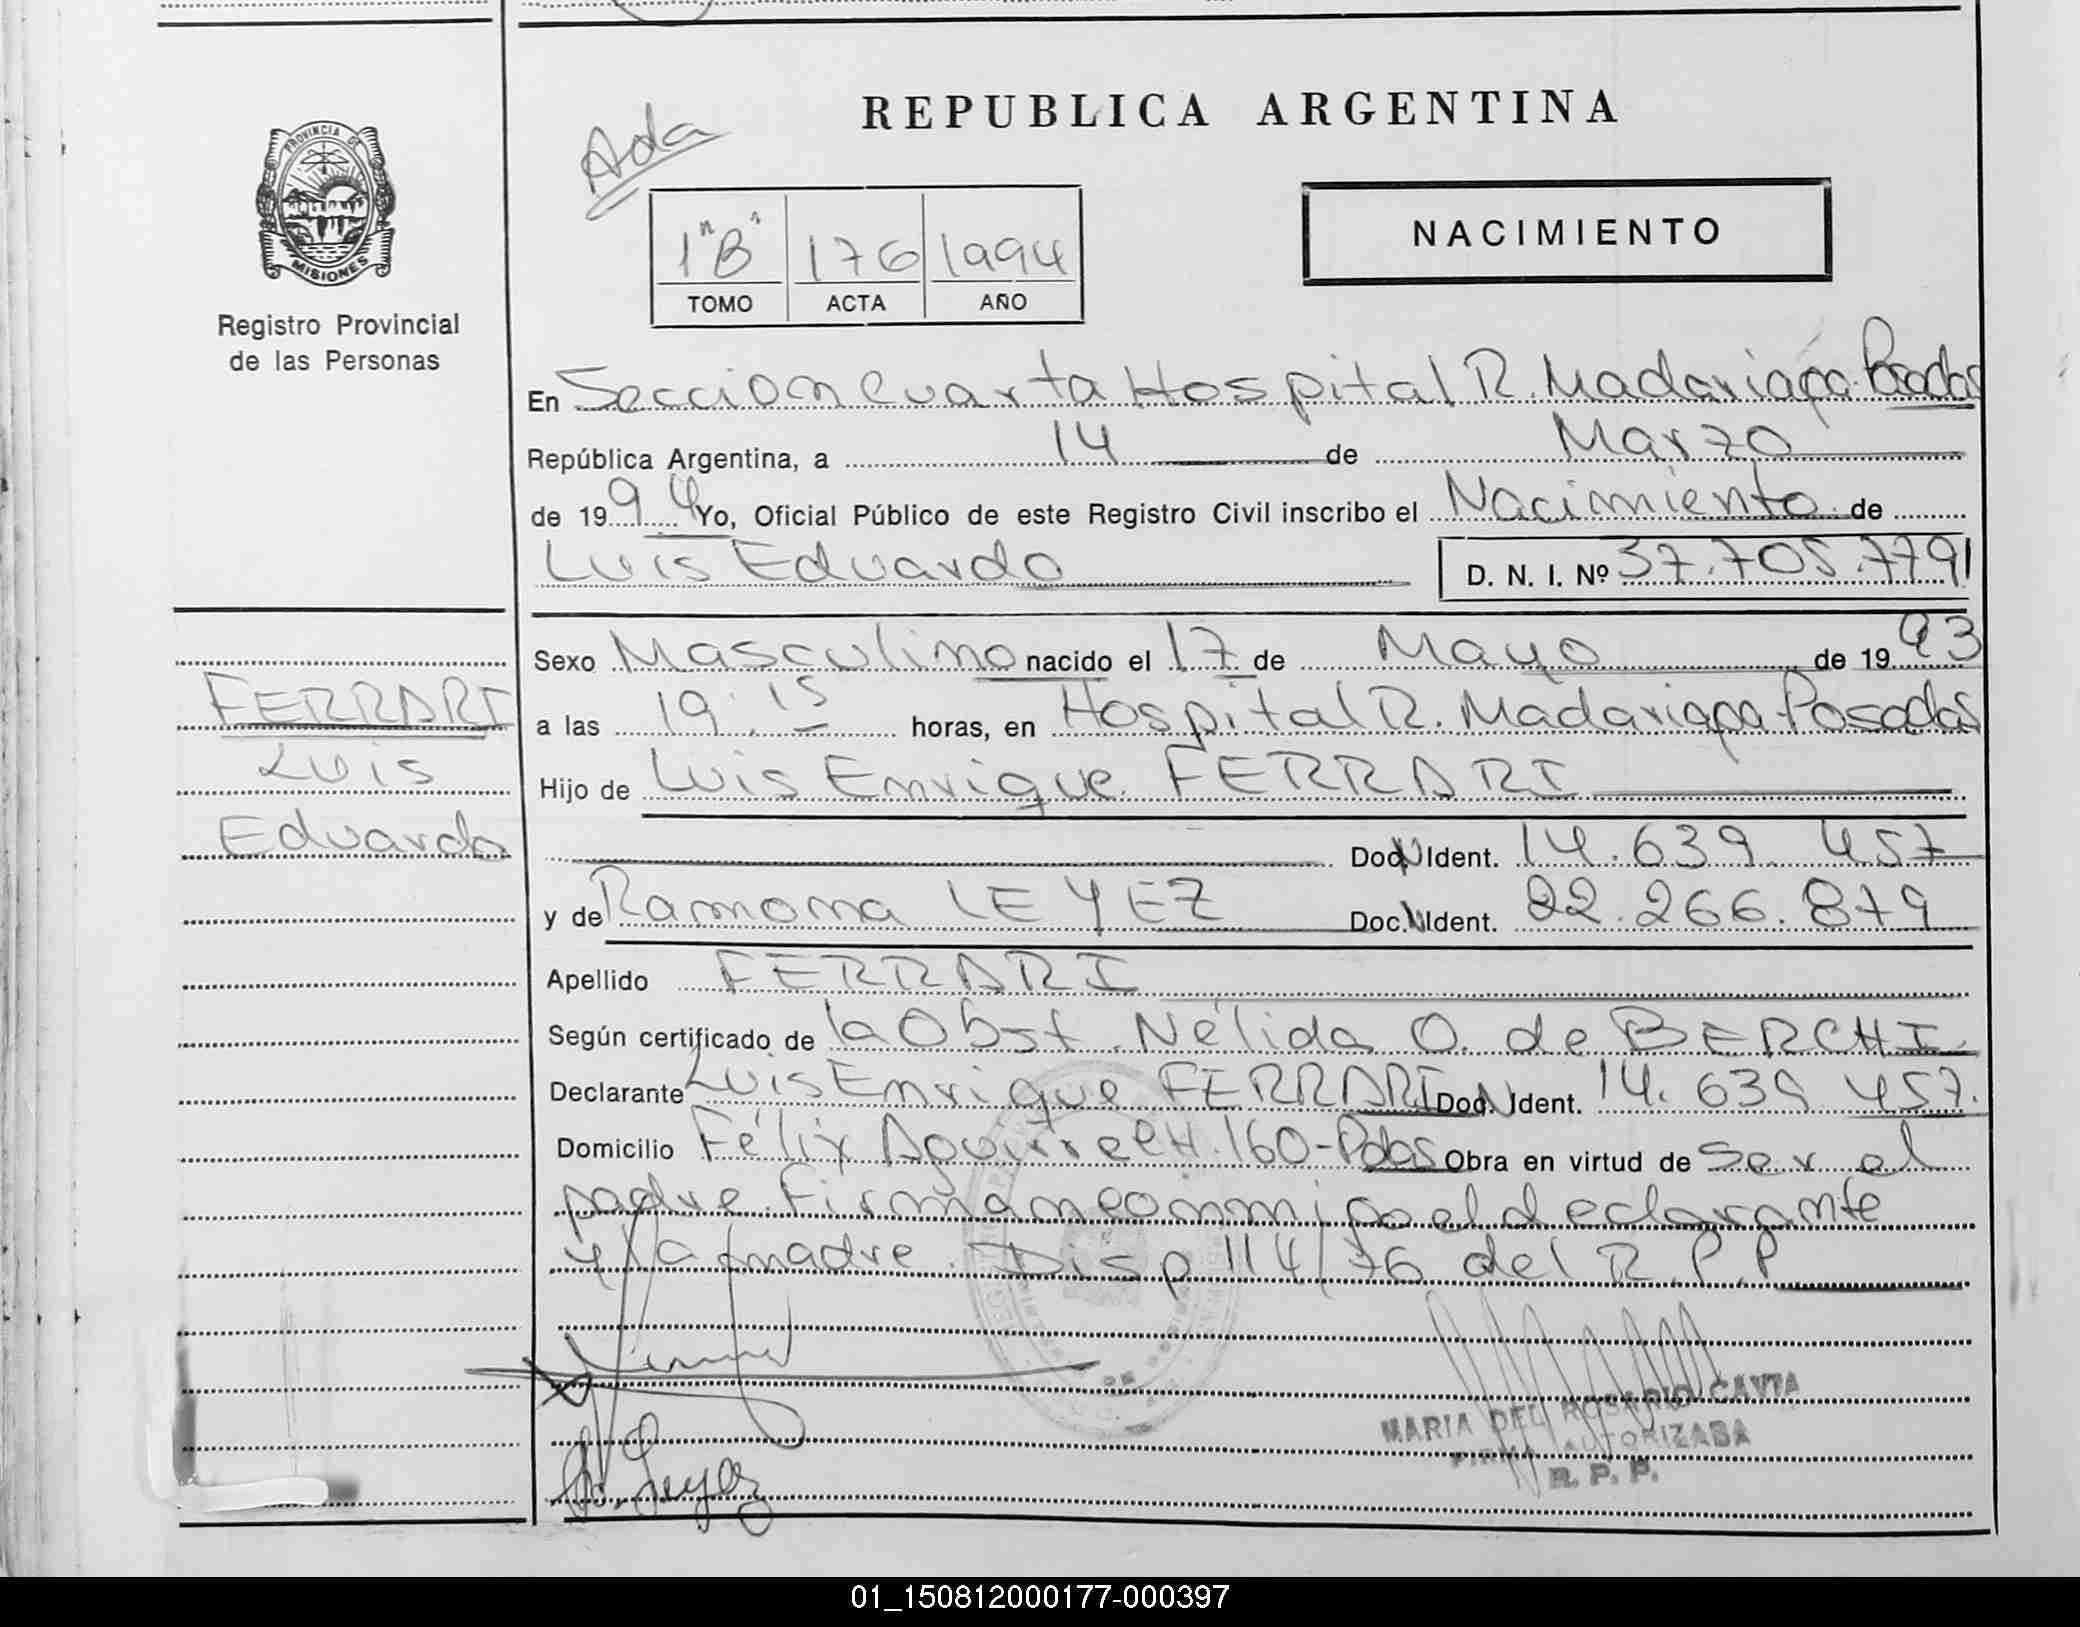 REPUBLICA ARGENTINA
Ada
PROVINCIA DE
MISIONES
Registro Provincial
de las Personas
1 "B" 176 1994
TOMO ACTA AÑO
NACIMIENTO
En Seccion Cuarta Hospital R. Madariaga. Posadas
República Argentina, a 14 de Marzo
de 1994 Yo, Oficial Público de este Registro Civil inscribo el Nacimiento de
Luis Eduardo D. N. I. Nº 37.705.779
Sexo Masculino nacido el 17 de Mayo de 1993
a las 19:15 horas, en Hospital R. Madariaga Posadas
Hijo de Luis Enrique FERRARI
Doc. N Ident. 14.639.457
y de Ramona LEYEZ Doc. N Ident. 22.266.879
Apellido FERRARI
Según certificado de la Obst. Nélida O. de BERCHI.
Declarante Luis Enrique FERRARI Doc. N Ident. 14.639.457.
Domicilio Félix Aguirre CH. 160-Pdas Obra en virtud de Ser el
padre. Firman conmigo el declarante
y la madre. Disp 114/76 del R.P.P
FERRARI
Luis
Eduardo
Leyez
MARIA DEL ROSARIO
FIRMA AUTORIZADA
R. P. P.
01_150812000177-000397